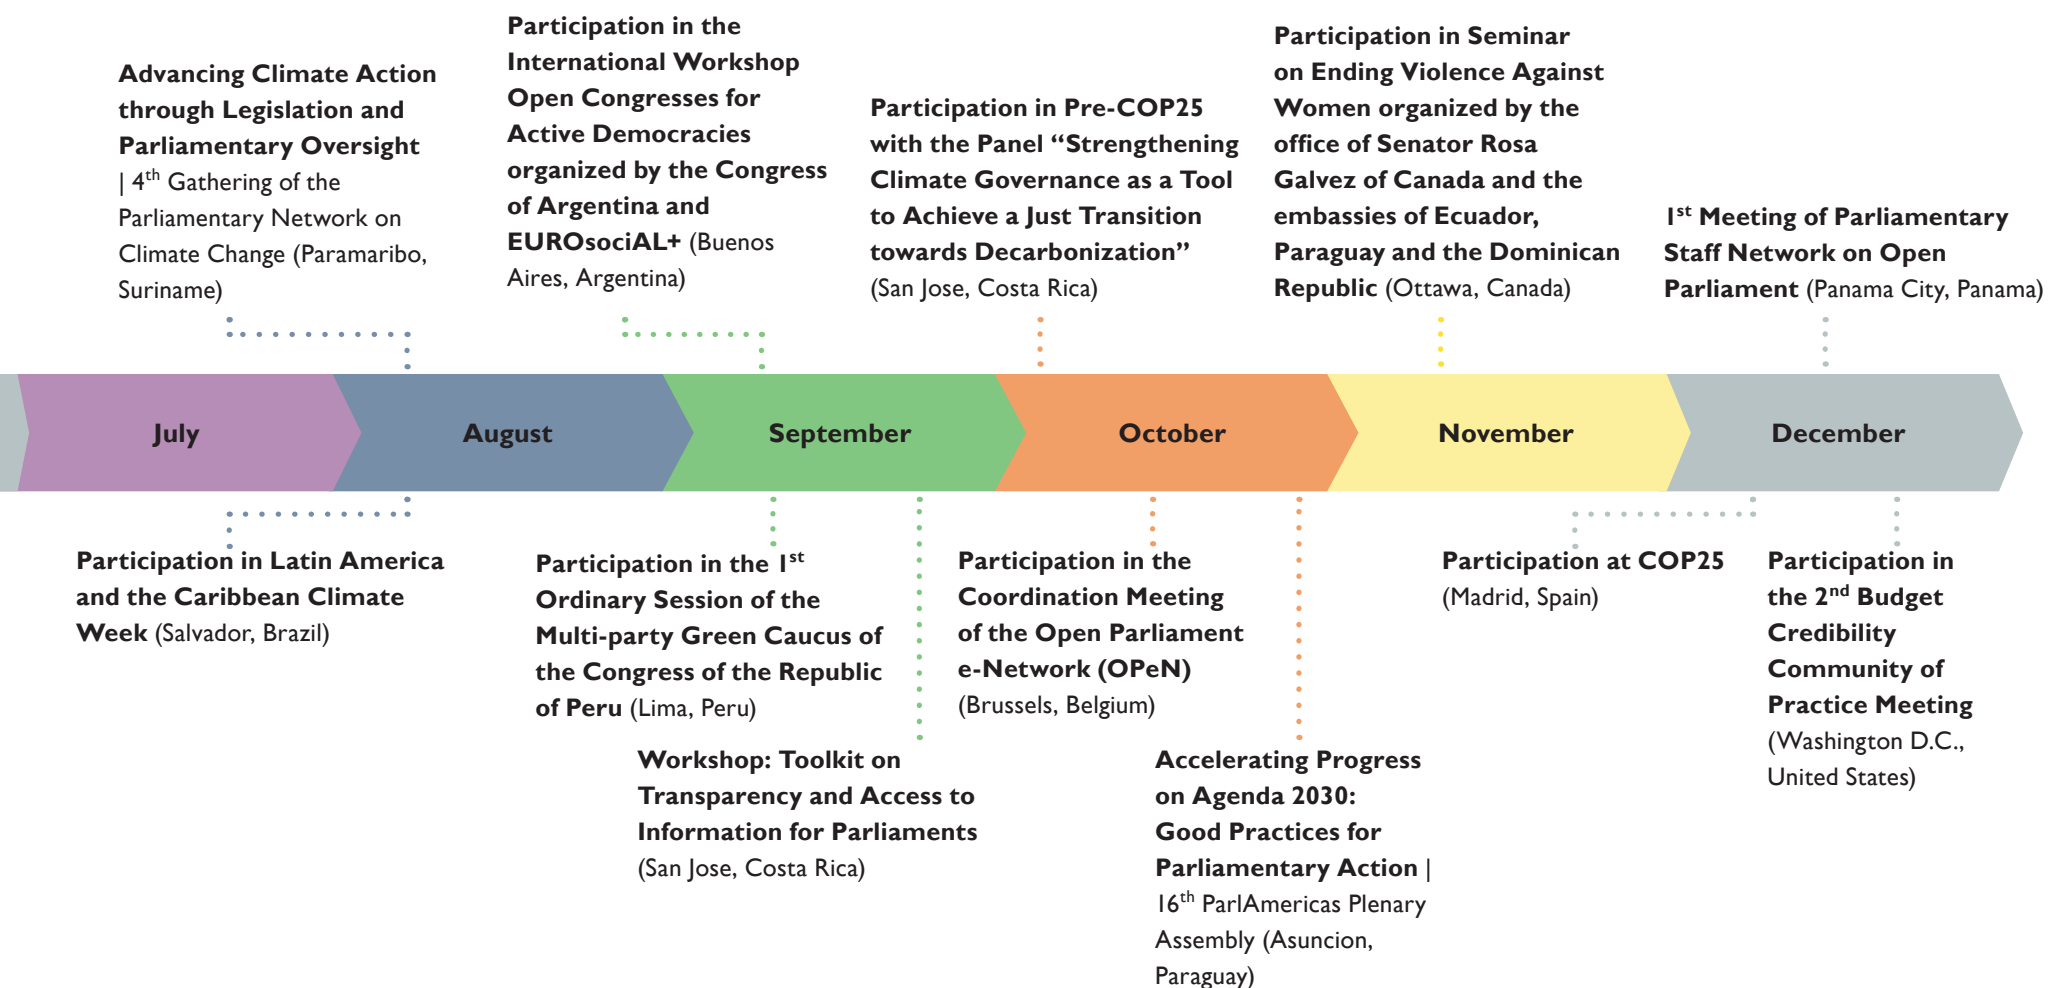 Advancing Climate Action
through Legislation and
Parliamentary Oversight
| 4th Gathering of the
Parliamentary Network on
Climate Change (Paramaribo,
Suriname)
Participation in the
International Workshop
Open Congresses for
Active Democracies
organized by the Congress
of Argentina and
EUROsociAL+ (Buenos
Aires, Argentina)
Participation in Pre-COP25
with the Panel “Strengthening
Climate Governance as a Tool
to Achieve a Just Transition
towards Decarbonization”
(San Jose, Costa Rica)
Participation in Seminar
on Ending Violence Against
Women organized by the
office of Senator Rosa
Galvez of Canada and the
embassies of Ecuador,
Paraguay and the Dominican
Republic (Ottawa, Canada)
1st Meeting of Parliamentary
Staff Network on Open
Parliament (Panama City, Panama)
July
August
September
October
November
December
Participation in Latin America
and the Caribbean Climate
Week (Salvador, Brazil)
Participation in the 1st
Ordinary Session of the
Multi-party Green Caucus of
the Congress of the Republic
of Peru (Lima, Peru)
Workshop: Toolkit on
Transparency and Access to
Information for Parliaments
(San Jose, Costa Rica)
Participation in the
Coordination Meeting
of the Open Parliament
e-Network (OPeN)
(Brussels, Belgium)
Accelerating Progress
on Agenda 2030:
Good Practices for
Parliamentary Action |
16th ParlAmericas Plenary
Assembly (Asuncion,
Paraguay)
Participation at COP25
(Madrid, Spain)
Participation in
the 2nd Budget
Credibility
Community of
Practice Meeting
(Washington D.C.,
United States)